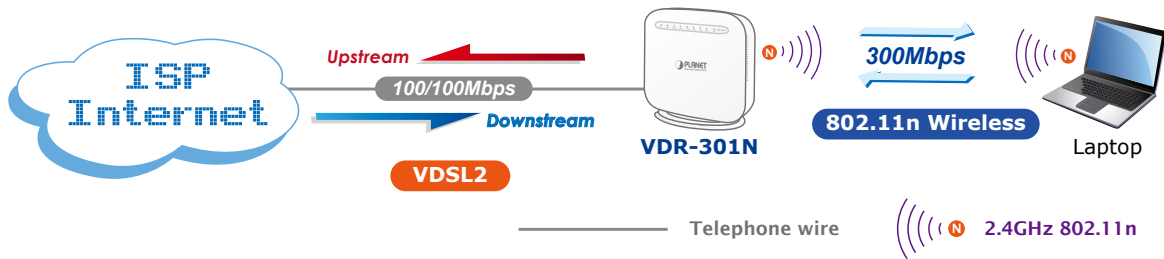 ISP
Internet
Upstream
100/100Mbps
Downstream
VDSL2
PLANET
VDR-301N
N
300Mbps
802.11n Wireless
N
Laptop
Telephone wire
N
2.4GHz 802.11n